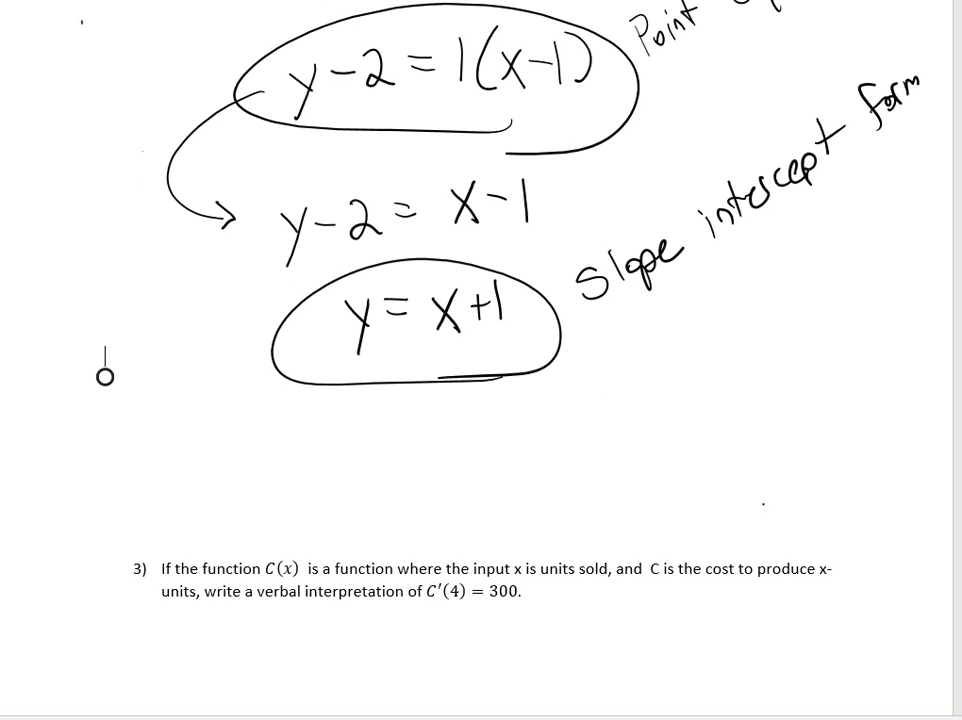 y-2=1(x-1) Point
y-2= x-1
Slope intercept form
y= x+1
3) If the function C(x) is a function where the input x is units sold, and C is the cost to produce x-
units, write a verbal interpretation of C′(4) = 300.